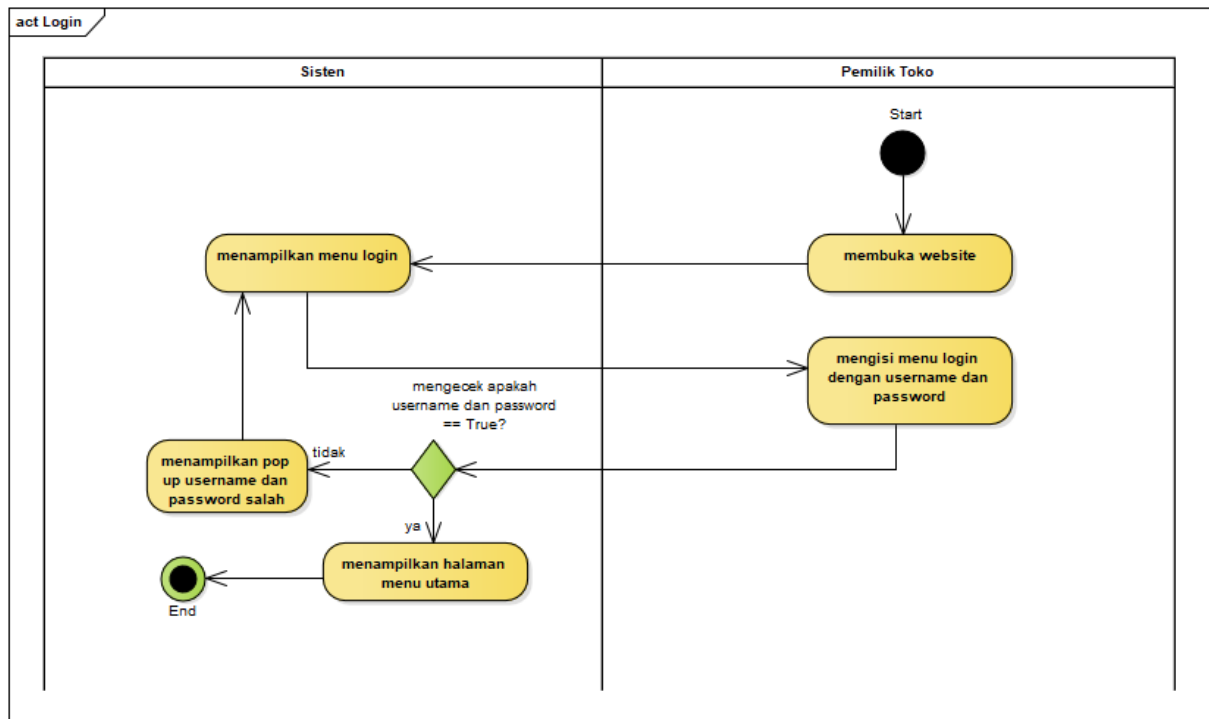 act Login
Sisten
Pemilik Toko
Start
menampilkan menu login
membuka website
mengisi menu login
dengan username dan
password
mengecek apakah
username dan password
== True?
tidak
menampilkan pop
up username dan
password salah
ya
menampilkan halaman
menu utama
End